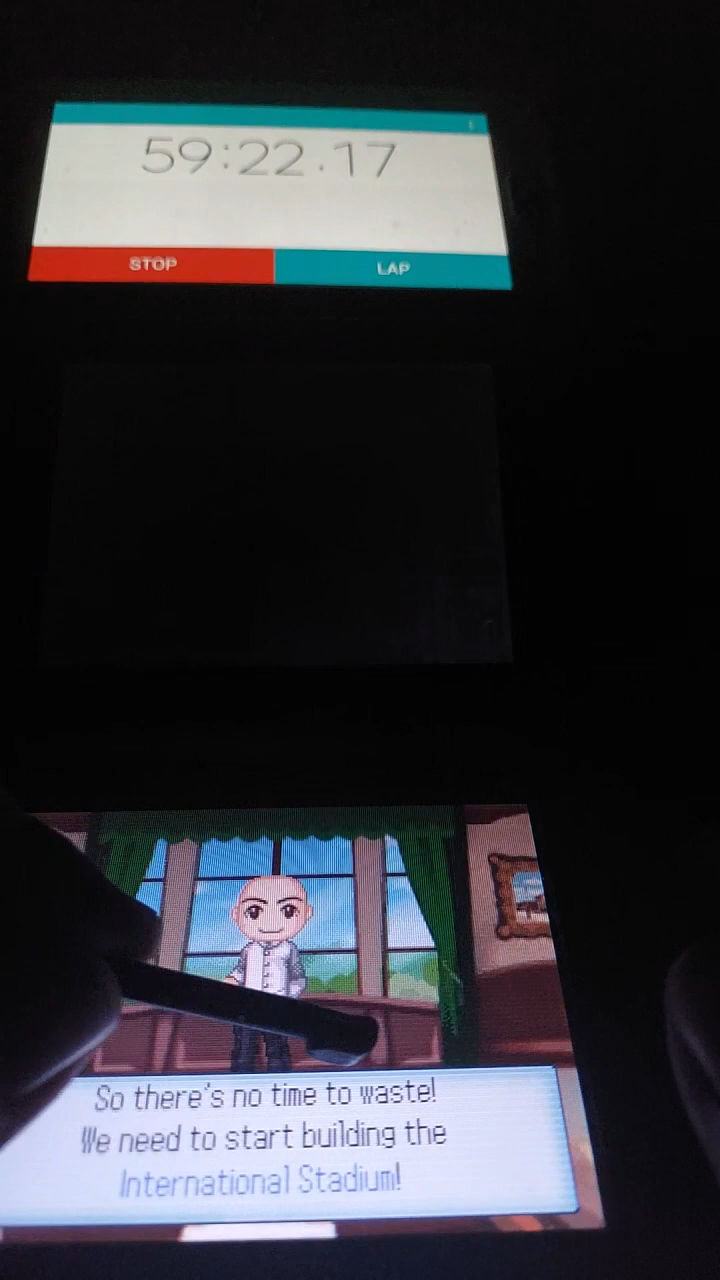 59:22.17
STOP LAP
So there's no time to waste!
We need to start building the
International Stadium!